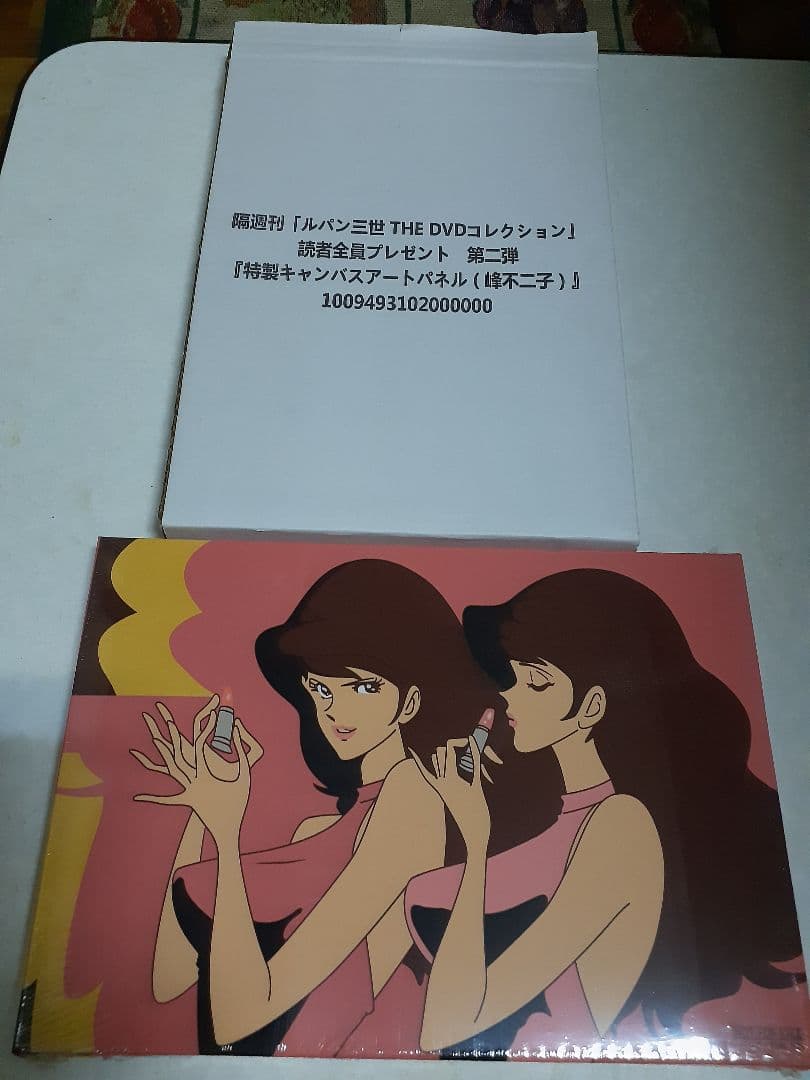 隔週刊「ルパン三世 THE DVDコレクション」
読者全員プレゼント　第二弾
『特製キャンバスアートパネル（峰不二子）』
1009493102000000